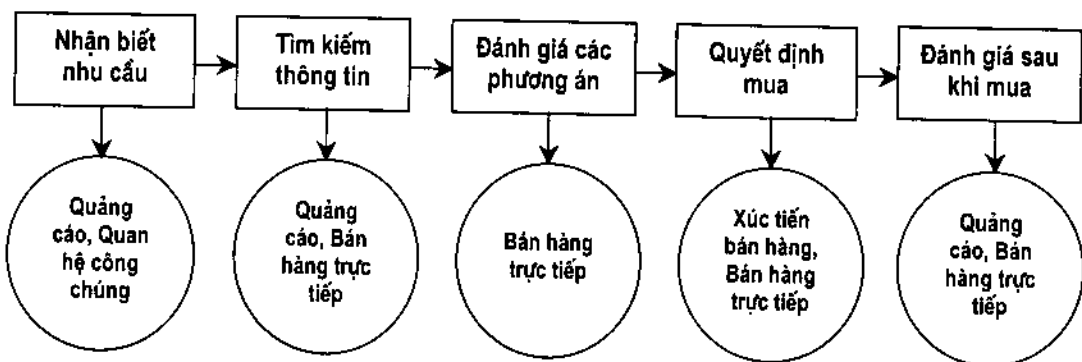 Nhận biết
nhu cầu
Tìm kiếm
thông tin
Đánh giá các
phương án
Quyết định
mua
Đánh giá sau
khi mua
Quảng
cáo, Quan
hệ công
chúng
Quảng
cáo, Bán
hàng trực
tiếp
Bán hàng
trực tiếp
Xúc tiến
bán hàng,
Bán hàng
trực tiếp
Quảng
cáo, Bán
hàng trực
tiếp